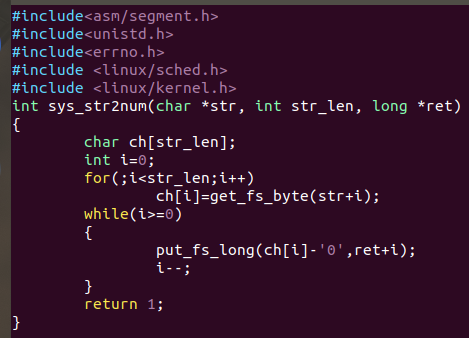 #include<asm/segment.h>
#include<unistd.h>
#include<errno.h>
#include <linux/sched.h>
#include <linux/kernel.h>
int sys_str2num(char *str, int str_len, long *ret)
{
        char ch[str_len];
        int i=0;
        for(;i<str_len;i++)
                ch[i]=get_fs_byte(str+i);
        while(i>=0)
        {
                put_fs_long(ch[i]-'0',ret+i);
                i--;
        }
        return 1;
}